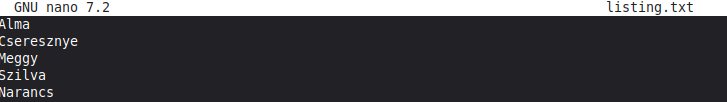 GNU nano 7.2 listing.txt
Alma
Cseresznye
Meggy
Szilva
Narancs